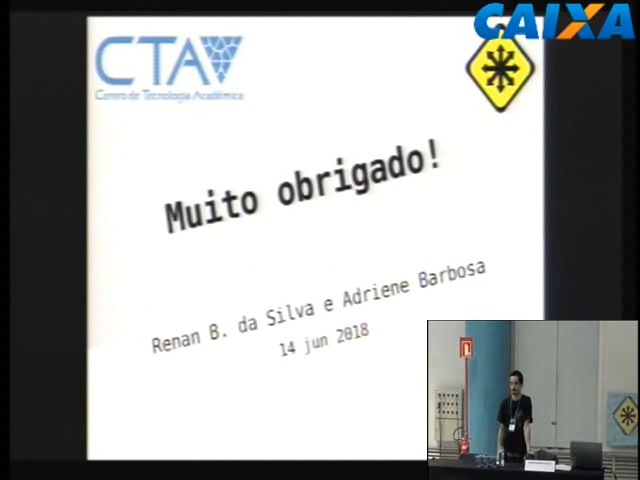 CAIXA
CTA
Centro de Tecnologia Acadêmica
Muito obrigado!
Renan B. da Silva e Adriene Barbosa
14 jun 2018